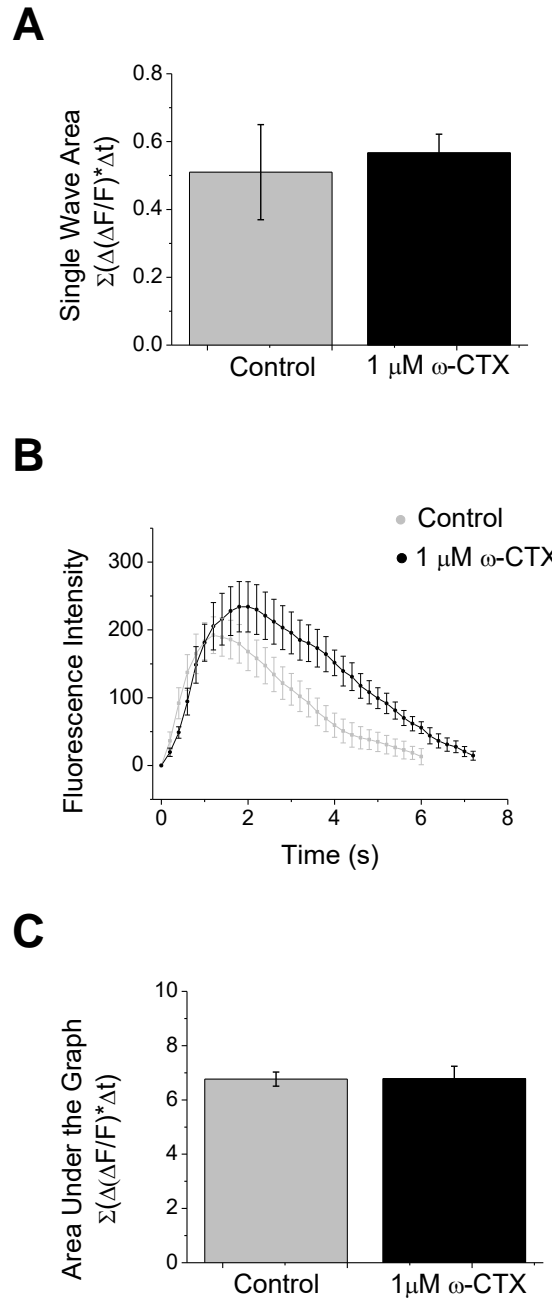 A
Single Wave Area
Σ(Δ(ΔF/F)*Δt)
0.8
0.6
0.4
0.2
0.0
Control
1 μM ω-CTX
B
Control
1 μM ω-CTX
Fluorescence Intensity
300
200
100
0
0 2 4 6 8
Time (s)
C
Area Under the Graph
Σ(Δ(ΔF/F)*Δt)
10
8
6
4
2
0
Control
1μM ω-CTX